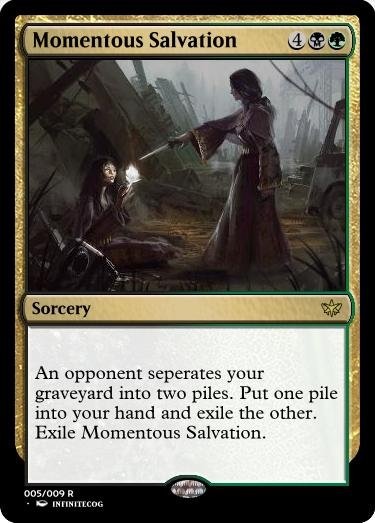 Momentous Salvation 4
Sorcery
An opponent seperates your
graveyard into two piles. Put one pile
into your hand and exile the other.
Exile Momentous Salvation.
005/009 R
· INFINITECOG